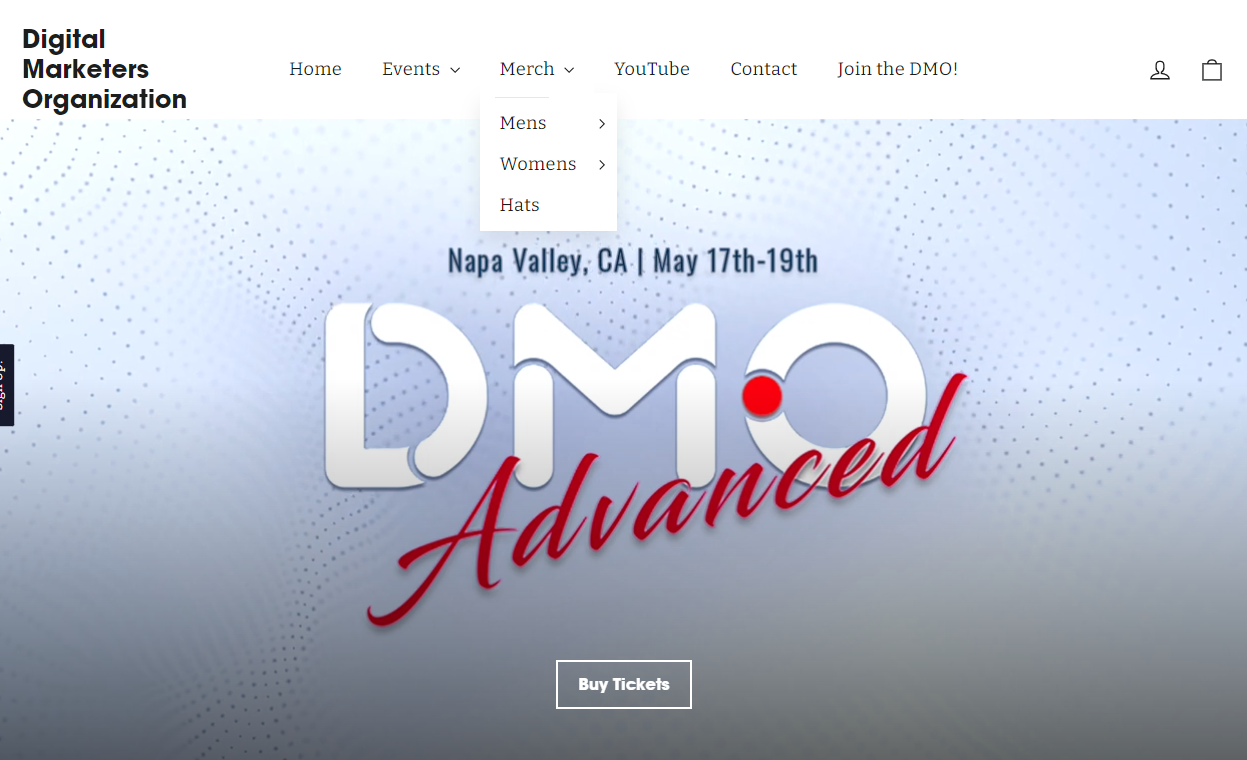 Digital
Marketers
Organization
Home Events Merch YouTube Contact Join the DMO!
Mens
Womens
Hats
Napa Valley, CA | May 17th-19th
DMO
Advanced
Buy Tickets